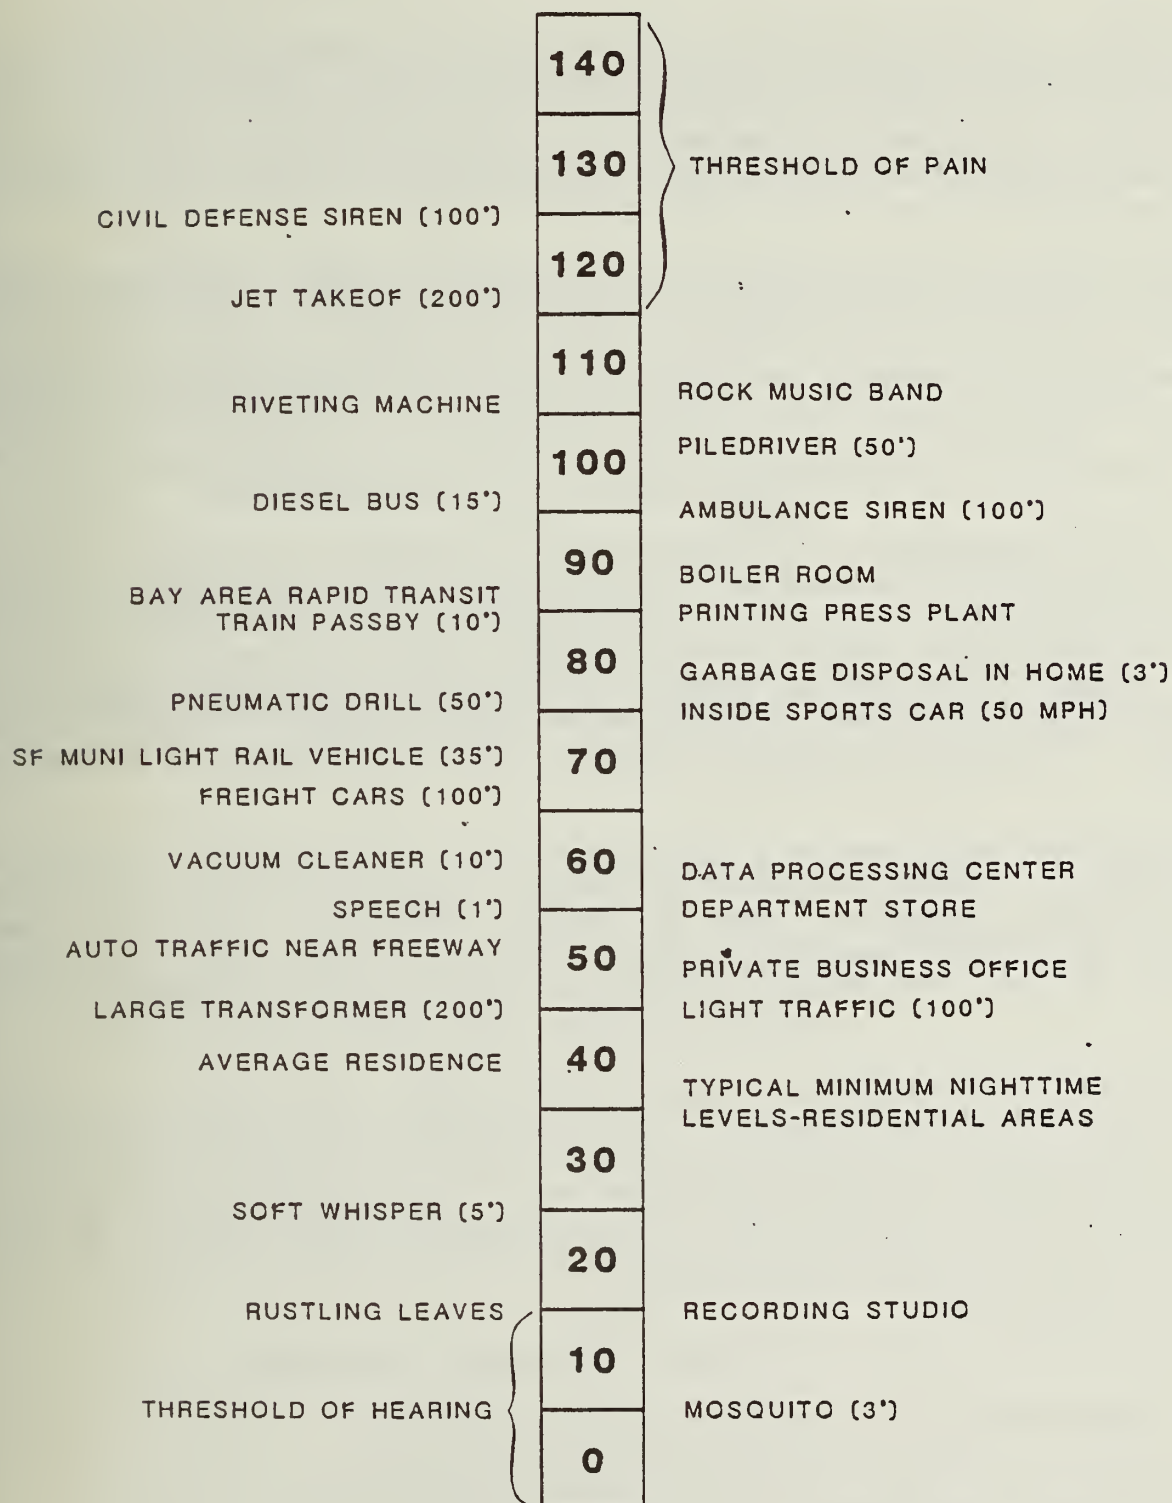 140
130
THRESHOLD OF PAIN
CIVIL DEFENSE SIREN (100')
120
JET TAKEOF (200')
110
ROCK MUSIC BAND
RIVETING MACHINE
PILEDRIVER (50')
100
DIESEL BUS (15')
AMBULANCE SIREN (100')
90
BOILER ROOM
BAY AREA RAPID TRANSIT
TRAIN PASSBY (10')
PRINTING PRESS PLANT
80
GARBAGE DISPOSAL IN HOME (3')
PNEUMATIC DRILL (50')
INSIDE SPORTS CAR (50 MPH)
SF MUNI LIGHT RAIL VEHICLE (35')
70
FREIGHT CARS (100')
VACUUM CLEANER (10')
60
DATA PROCESSING CENTER
SPEECH (1')
DEPARTMENT STORE
AUTO TRAFFIC NEAR FREEWAY
50
PRIVATE BUSINESS OFFICE
LARGE TRANSFORMER (200')
LIGHT TRAFFIC (100')
AVERAGE RESIDENCE
40
TYPICAL MINIMUM NIGHTTIME
LEVELS-RESIDENTIAL AREAS
30
SOFT WHISPER (5')
20
RUSTLING LEAVES
RECORDING STUDIO
10
THRESHOLD OF HEARING
MOSQUITO (3')
0